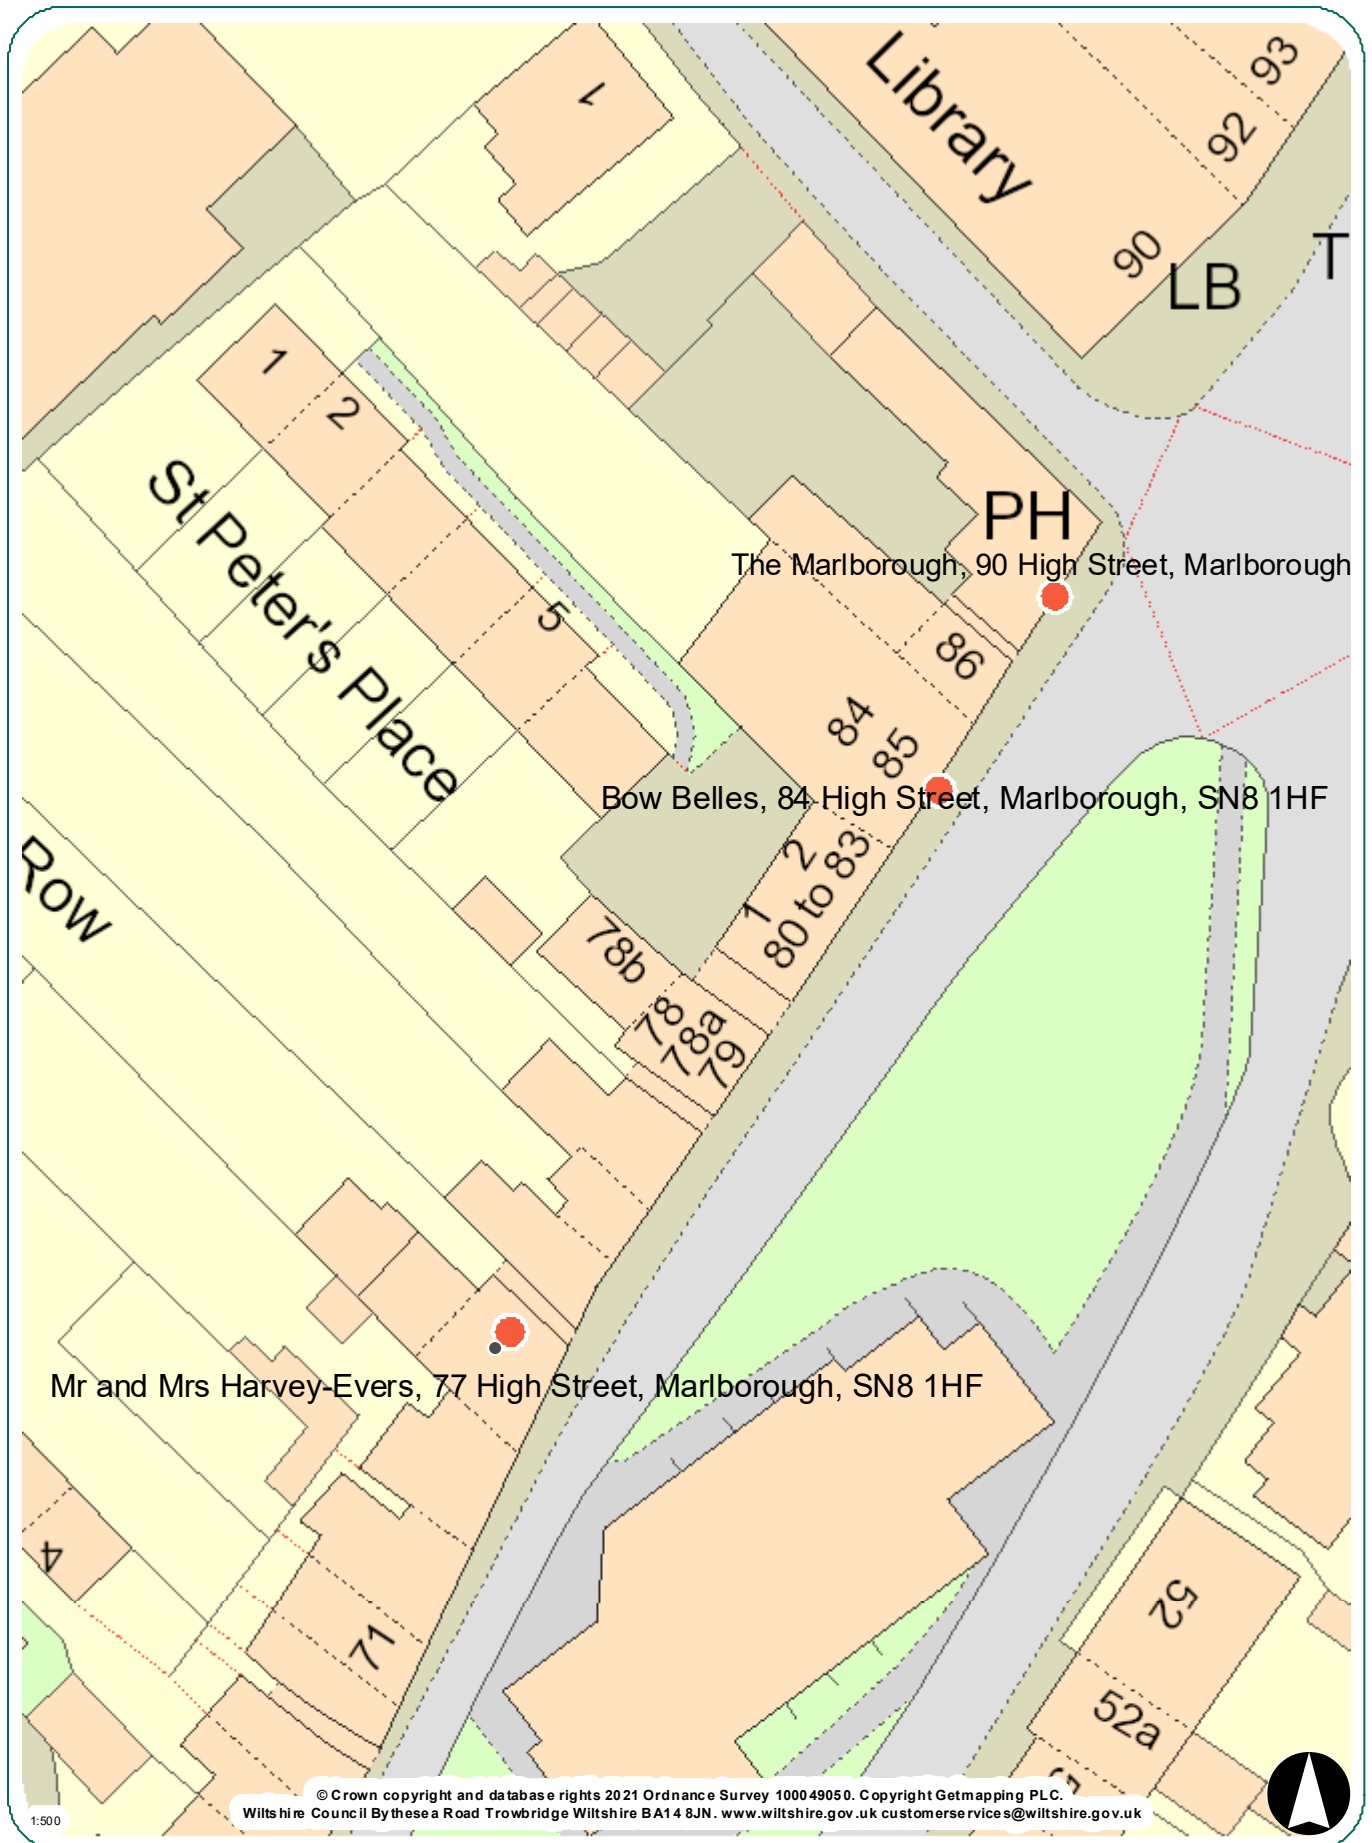 1
Library
93
92
90
LB
T
1
2
St Peter's Place
5
PH
The Marlborough, 90 High Street, Marlborough
86
84
85
Bow Belles, 84 High Street, Marlborough, SN8 1HF
2
1
80 to 83
Row
78b
78
78a
79
Mr and Mrs Harvey-Evers, 77 High Street, Marlborough, SN8 1HF
4
71
52
52a
© Crown copyright and database rights 2021 Ordnance Survey 100049050. Copyright Getmapping PLC.
Wiltshire Council Bythesea Road Trowbridge Wiltshire BA14 8JN. www.wiltshire.gov.uk customerservices@wiltshire.gov.uk
1:500